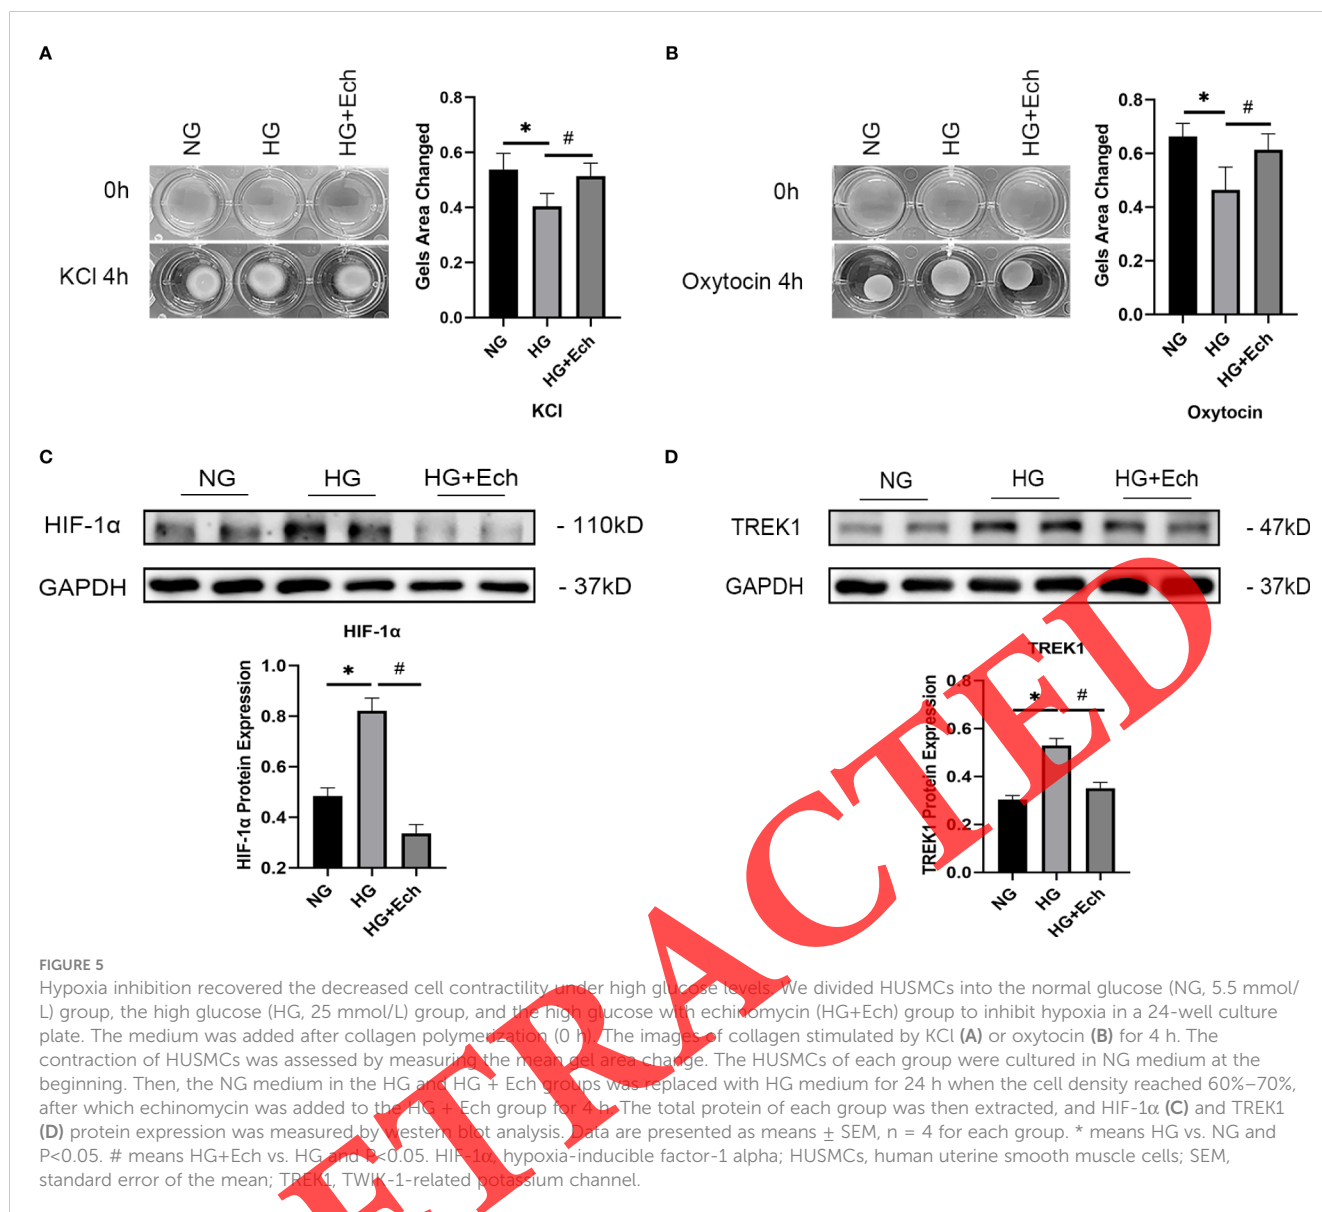 A
NG
HG
HG+Ech
0h
KCl 4h
Gels Area Changed
0.8
0.6
0.4
0.2
0.0
*
#
NG
HG
HG+Ech
KCl
B
NG
HG
HG+Ech
0h
Oxytocin 4h
Gels Area Changed
0.8
0.6
0.4
0.2
0.0
*
#
NG
HG
HG+Ech
Oxytocin
C
NG
HG
HG+Ech
HIF-1α
- 110kD
GAPDH
- 37kD
HIF-1α
HIF-1α Protein Expression
1.0
0.8
0.6
0.4
0.2
*
#
NG
HG
HG+Ech
D
NG
HG
HG+Ech
TREK1
- 47kD
GAPDH
- 37kD
TREK1
TREK1 Protein Expression
0.8
0.6
0.4
0.2
0.0
*
#
NG
HG
HG+Ech
ETRACTED
FIGURE 5
Hypoxia inhibition recovered the decreased cell contractility under high glucose levels. We divided HUSMCs into the normal glucose (NG, 5.5 mmol/
L) group, the high glucose (HG, 25 mmol/L) group, and the high glucose with echinomycin (HG+Ech) group to inhibit hypoxia in a 24-well culture
plate. The medium was added after collagen polymerization (0 h). The images of collagen stimulated by KCl (A) or oxytocin (B) for 4 h. The
contraction of HUSMCs was assessed by measuring the mean gel area change. The HUSMCs of each group were cultured in NG medium at the
beginning. Then, the NG medium in the HG and HG + Ech groups was replaced with HG medium for 24 h when the cell density reached 60%–70%,
after which echinomycin was added to the HG + Ech group for 4 h. The total protein of each group was then extracted, and HIF-1α (C) and TREK1
(D) protein expression was measured by western blot analysis. Data are presented as means ± SEM, n = 4 for each group. * means HG vs. NG and
P<0.05. # means HG+Ech vs. HG and P<0.05. HIF-1α, hypoxia-inducible factor-1 alpha; HUSMCs, human uterine smooth muscle cells; SEM,
standard error of the mean; TREK1, TWIK-1-related potassium channel.